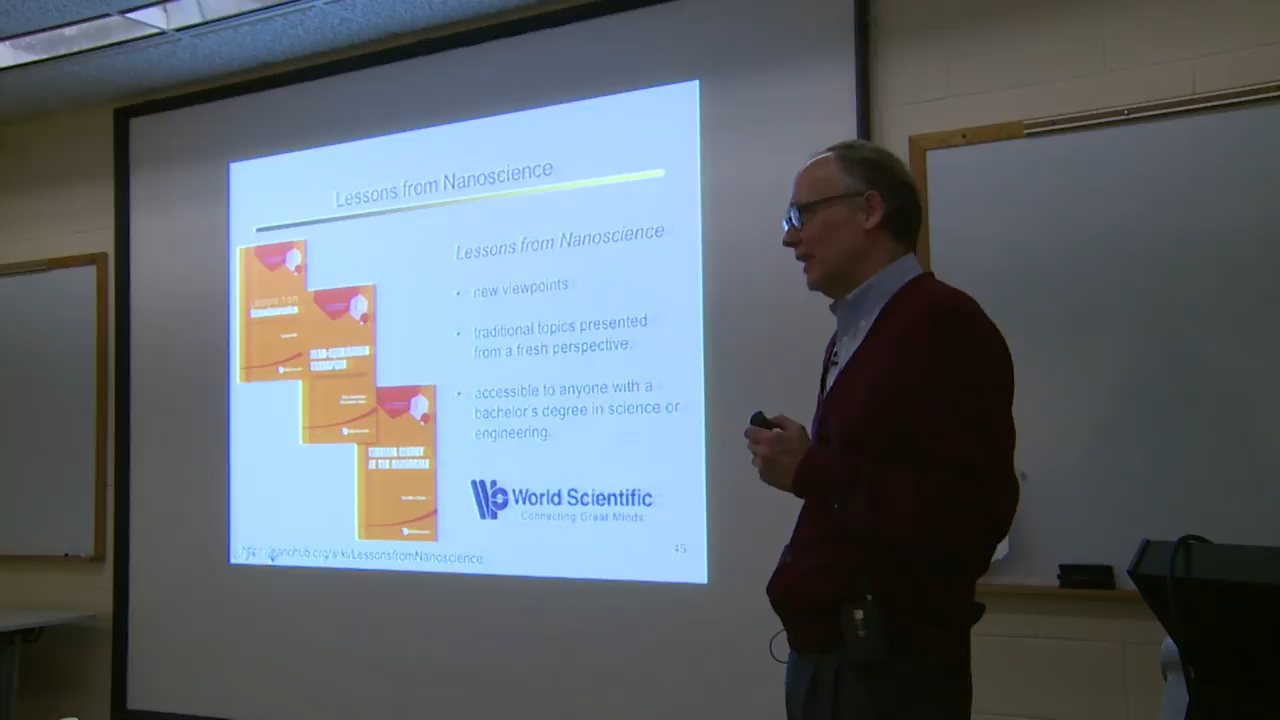 Lessons from Nanoscience
Lessons from Nanoscience
• new viewpoints
• traditional topics presented
from a fresh perspective.
• accessible to anyone with a
bachelor's degree in science or
engineering.
World Scientific
Connecting Great Minds
nanohub.org/wiki/LessonsfromNanoscience
45